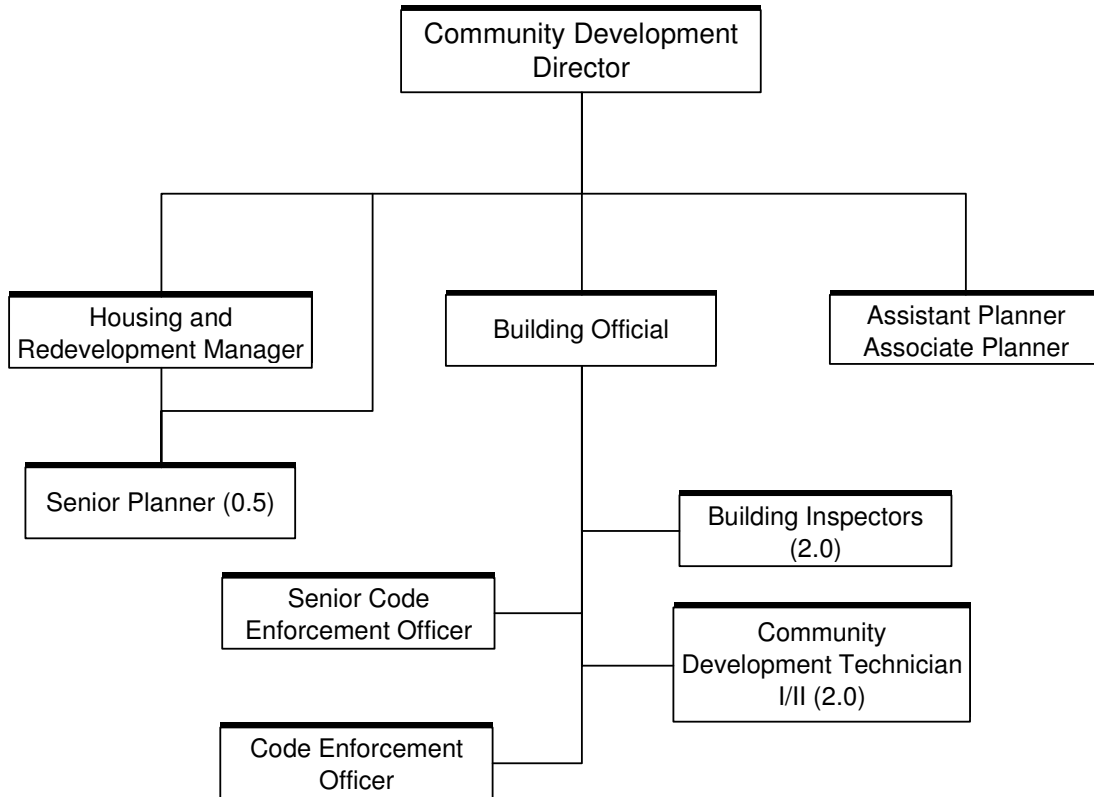 Community Development
Director
Housing and
Redevelopment Manager
Building Official
Assistant Planner
Associate Planner
Senior Planner (0.5)
Building Inspectors
(2.0)
Senior Code
Enforcement Officer
Community
Development Technician
I/II (2.0)
Code Enforcement
Officer